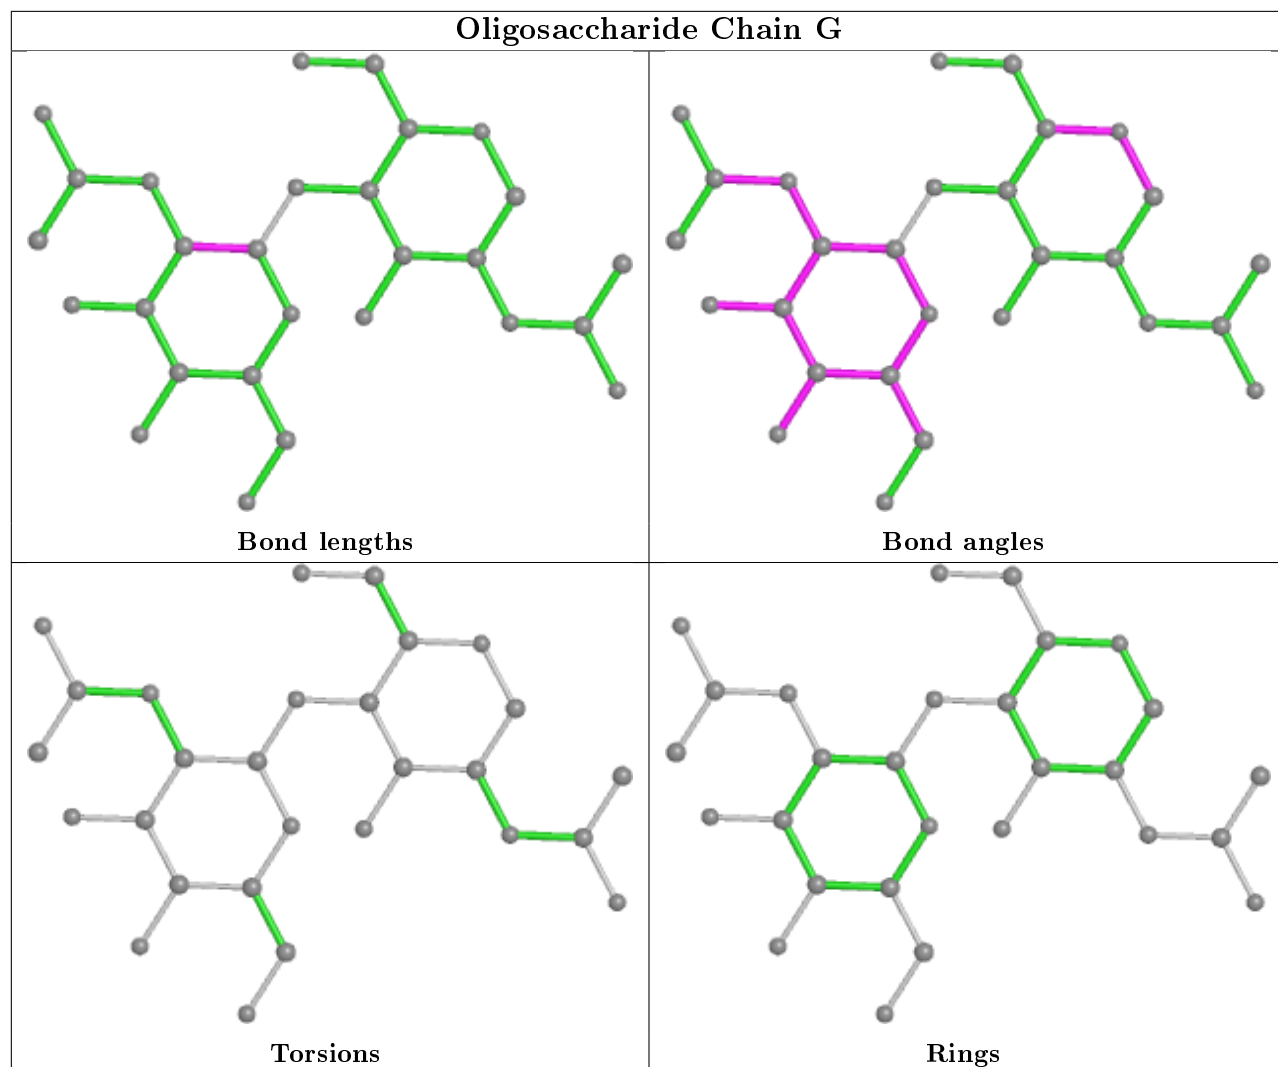 Oligosaccharide Chain G
Bond lengths
Bond angles
Torsions
Rings